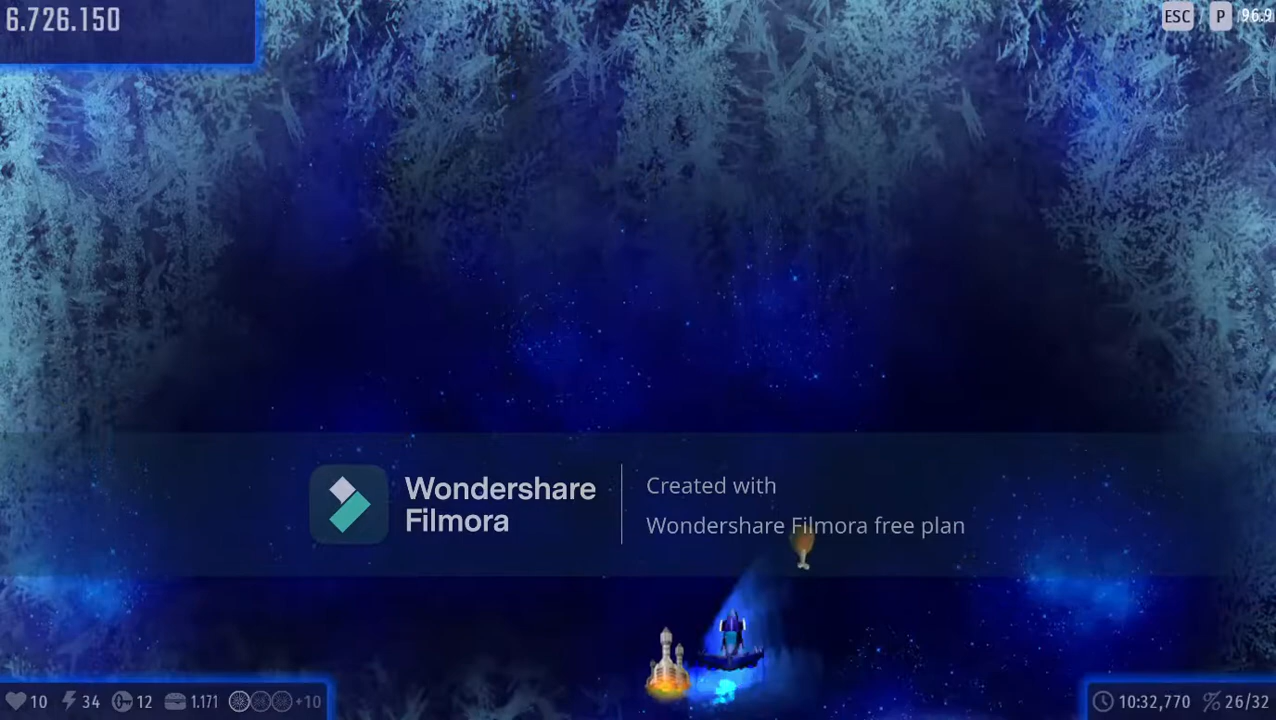 6.726.150
ESC / P 96.9
Wondershare
Filmora
Created with
Wondershare Filmora free plan
10 34 12 1.171 +10
10:32,770 26/32